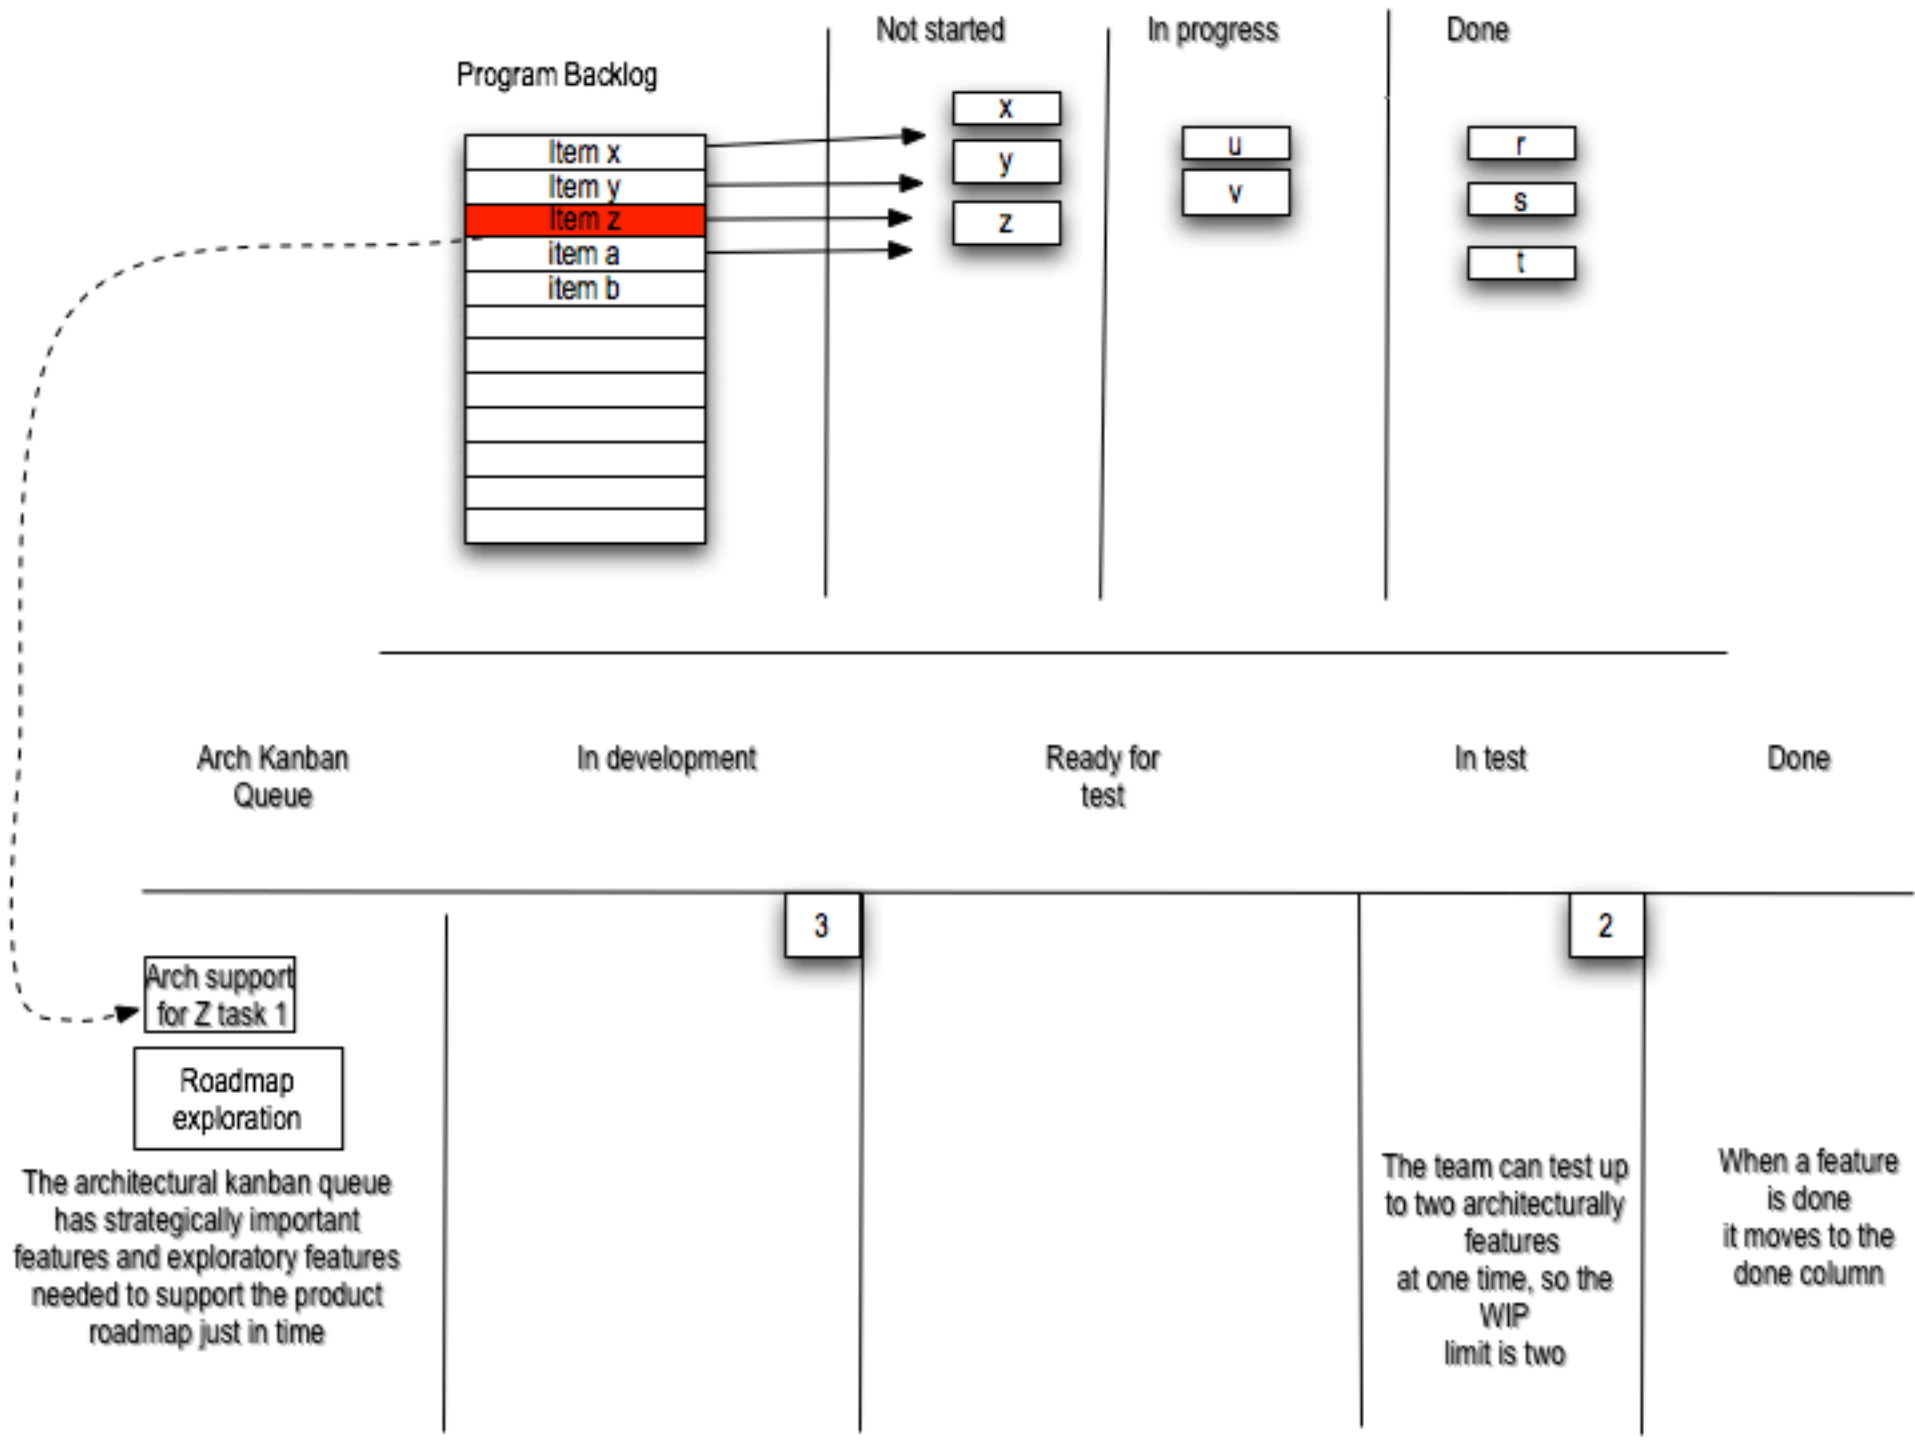 Not started
In progress
Done
Program Backlog
Item x
Item y
Item z
item a
item b
x
y
z
u
v
r
s
t
Arch Kanban
Queue
In development
Ready for
test
In test
Done
3
2
Arch support
for Z task 1
Roadmap
exploration
The architectural kanban queue
has strategically important
features and exploratory features
needed to support the product
roadmap just in time
The team can test up
to two architecturally
features
at one time, so the
WIP
limit is two
When a feature
is done
it moves to the
done column